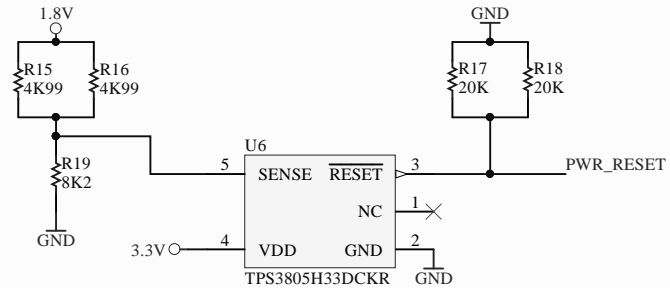 1.8V
GND
R15
4K99
R16
4K99
R17
20K
R18
20K
U6
R19
8K2
5
SENSE
RESET
3
PWR_RESET
NC
1
GND
3.3V
4
VDD
GND
2
GND
TPS3805H33DCKR